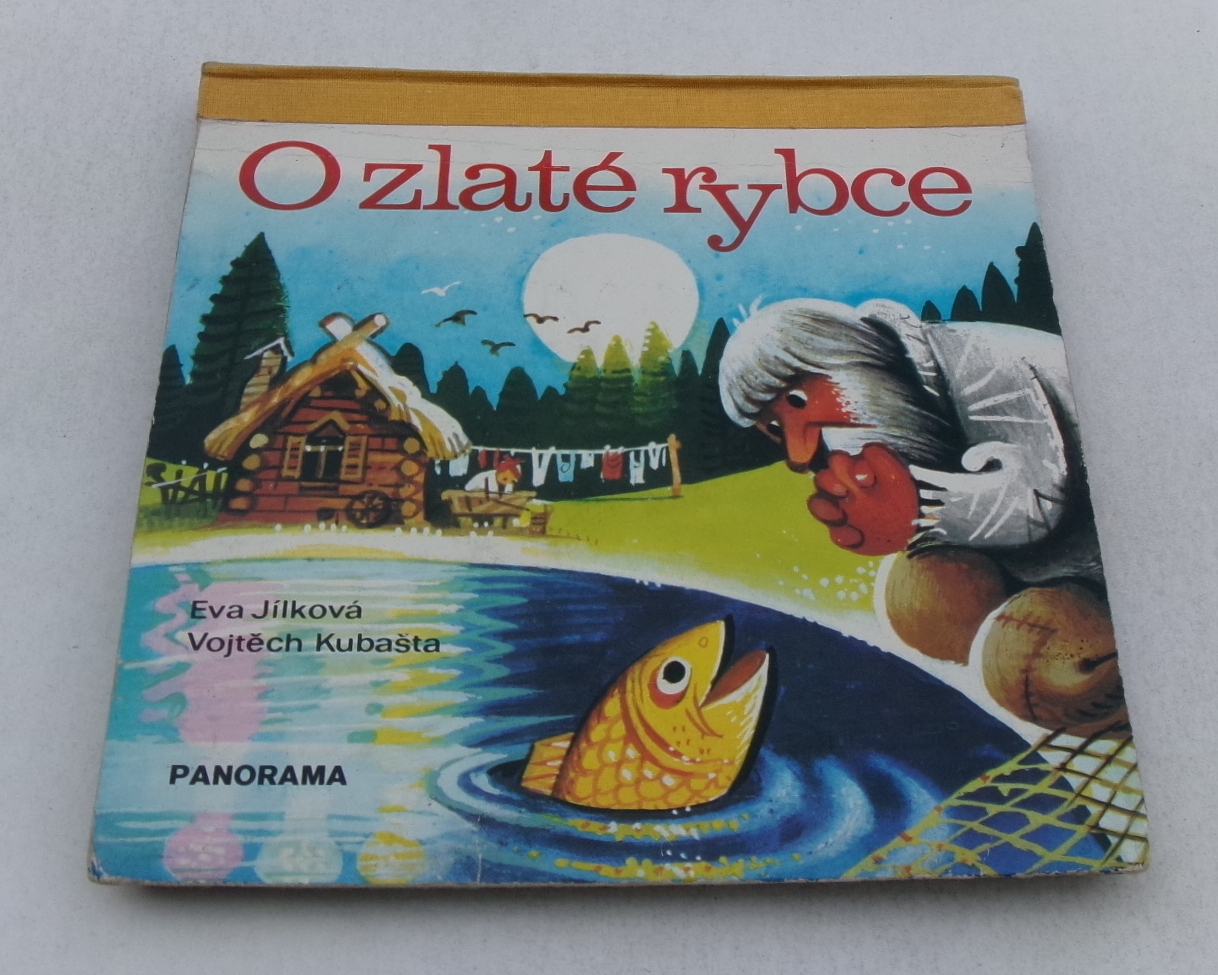 O zlaté rybce
Eva Jílková
Vojtěch Kubašta
PANORAMA